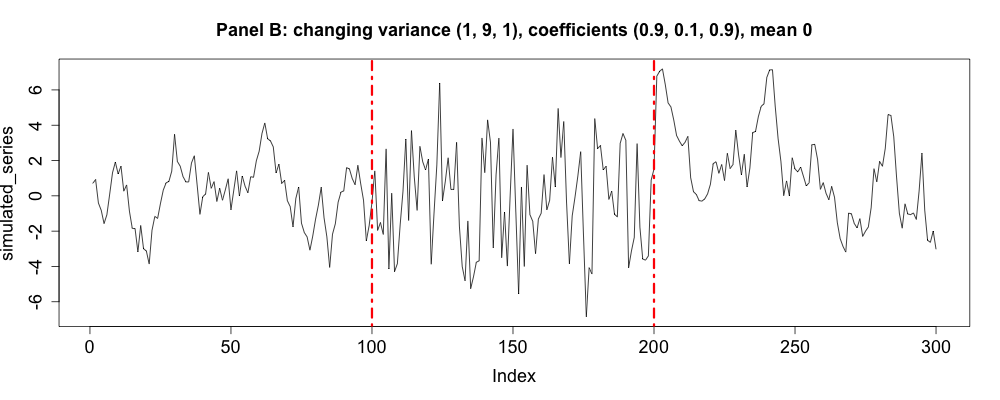 Panel B: changing variance (1, 9, 1), coefficients (0.9, 0.1, 0.9), mean 0
simulated_series
6
4
2
0
-2
-4
-6
0 50 100 150 200 250 300
Index